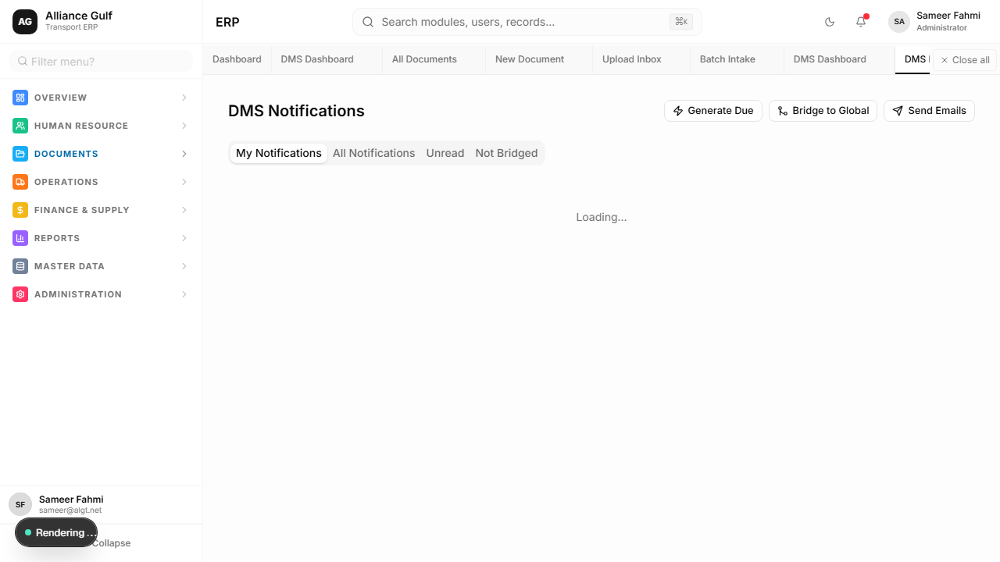 AG
Alliance Gulf
Transport ERP
ERP
Search modules, users, records...
⌘K
SA
Sameer Fahmi
Administrator
Filter menu?
Dashboard
DMS Dashboard
All Documents
New Document
Upload Inbox
Batch Intake
DMS Dashboard
DMS
Close all
OVERVIEW
HUMAN RESOURCE
DOCUMENTS
OPERATIONS
FINANCE & SUPPLY
REPORTS
MASTER DATA
ADMINISTRATION
DMS Notifications
Generate Due
Bridge to Global
Send Emails
My Notifications
All Notifications
Unread
Not Bridged
Loading...
SF
Sameer Fahmi
sameer@algt.net
Rendering ...
Collapse